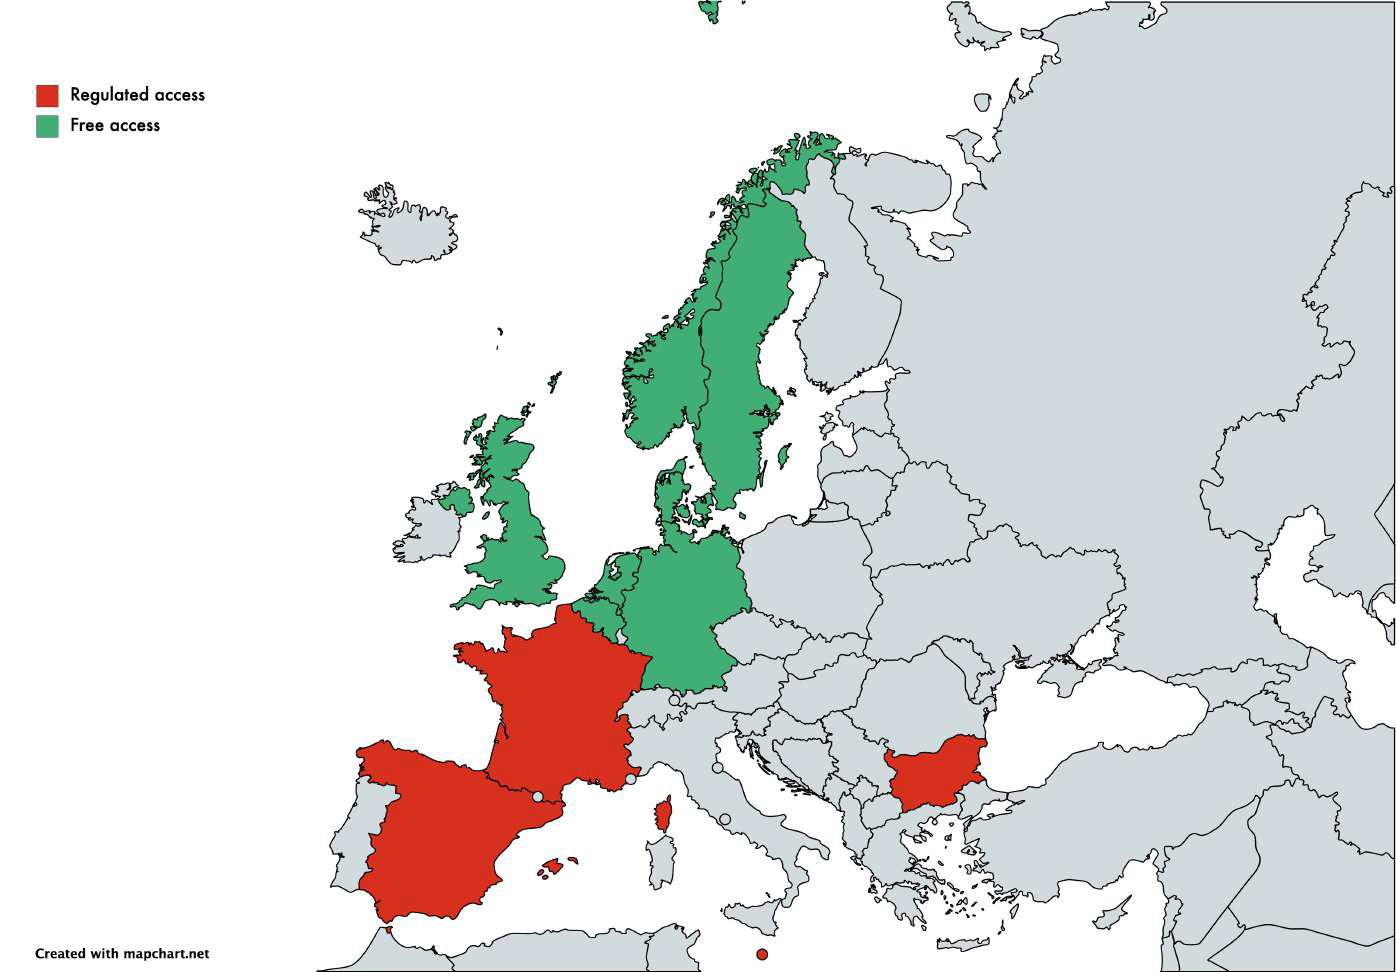 Regulated access
Free access
Created with mapchart.net